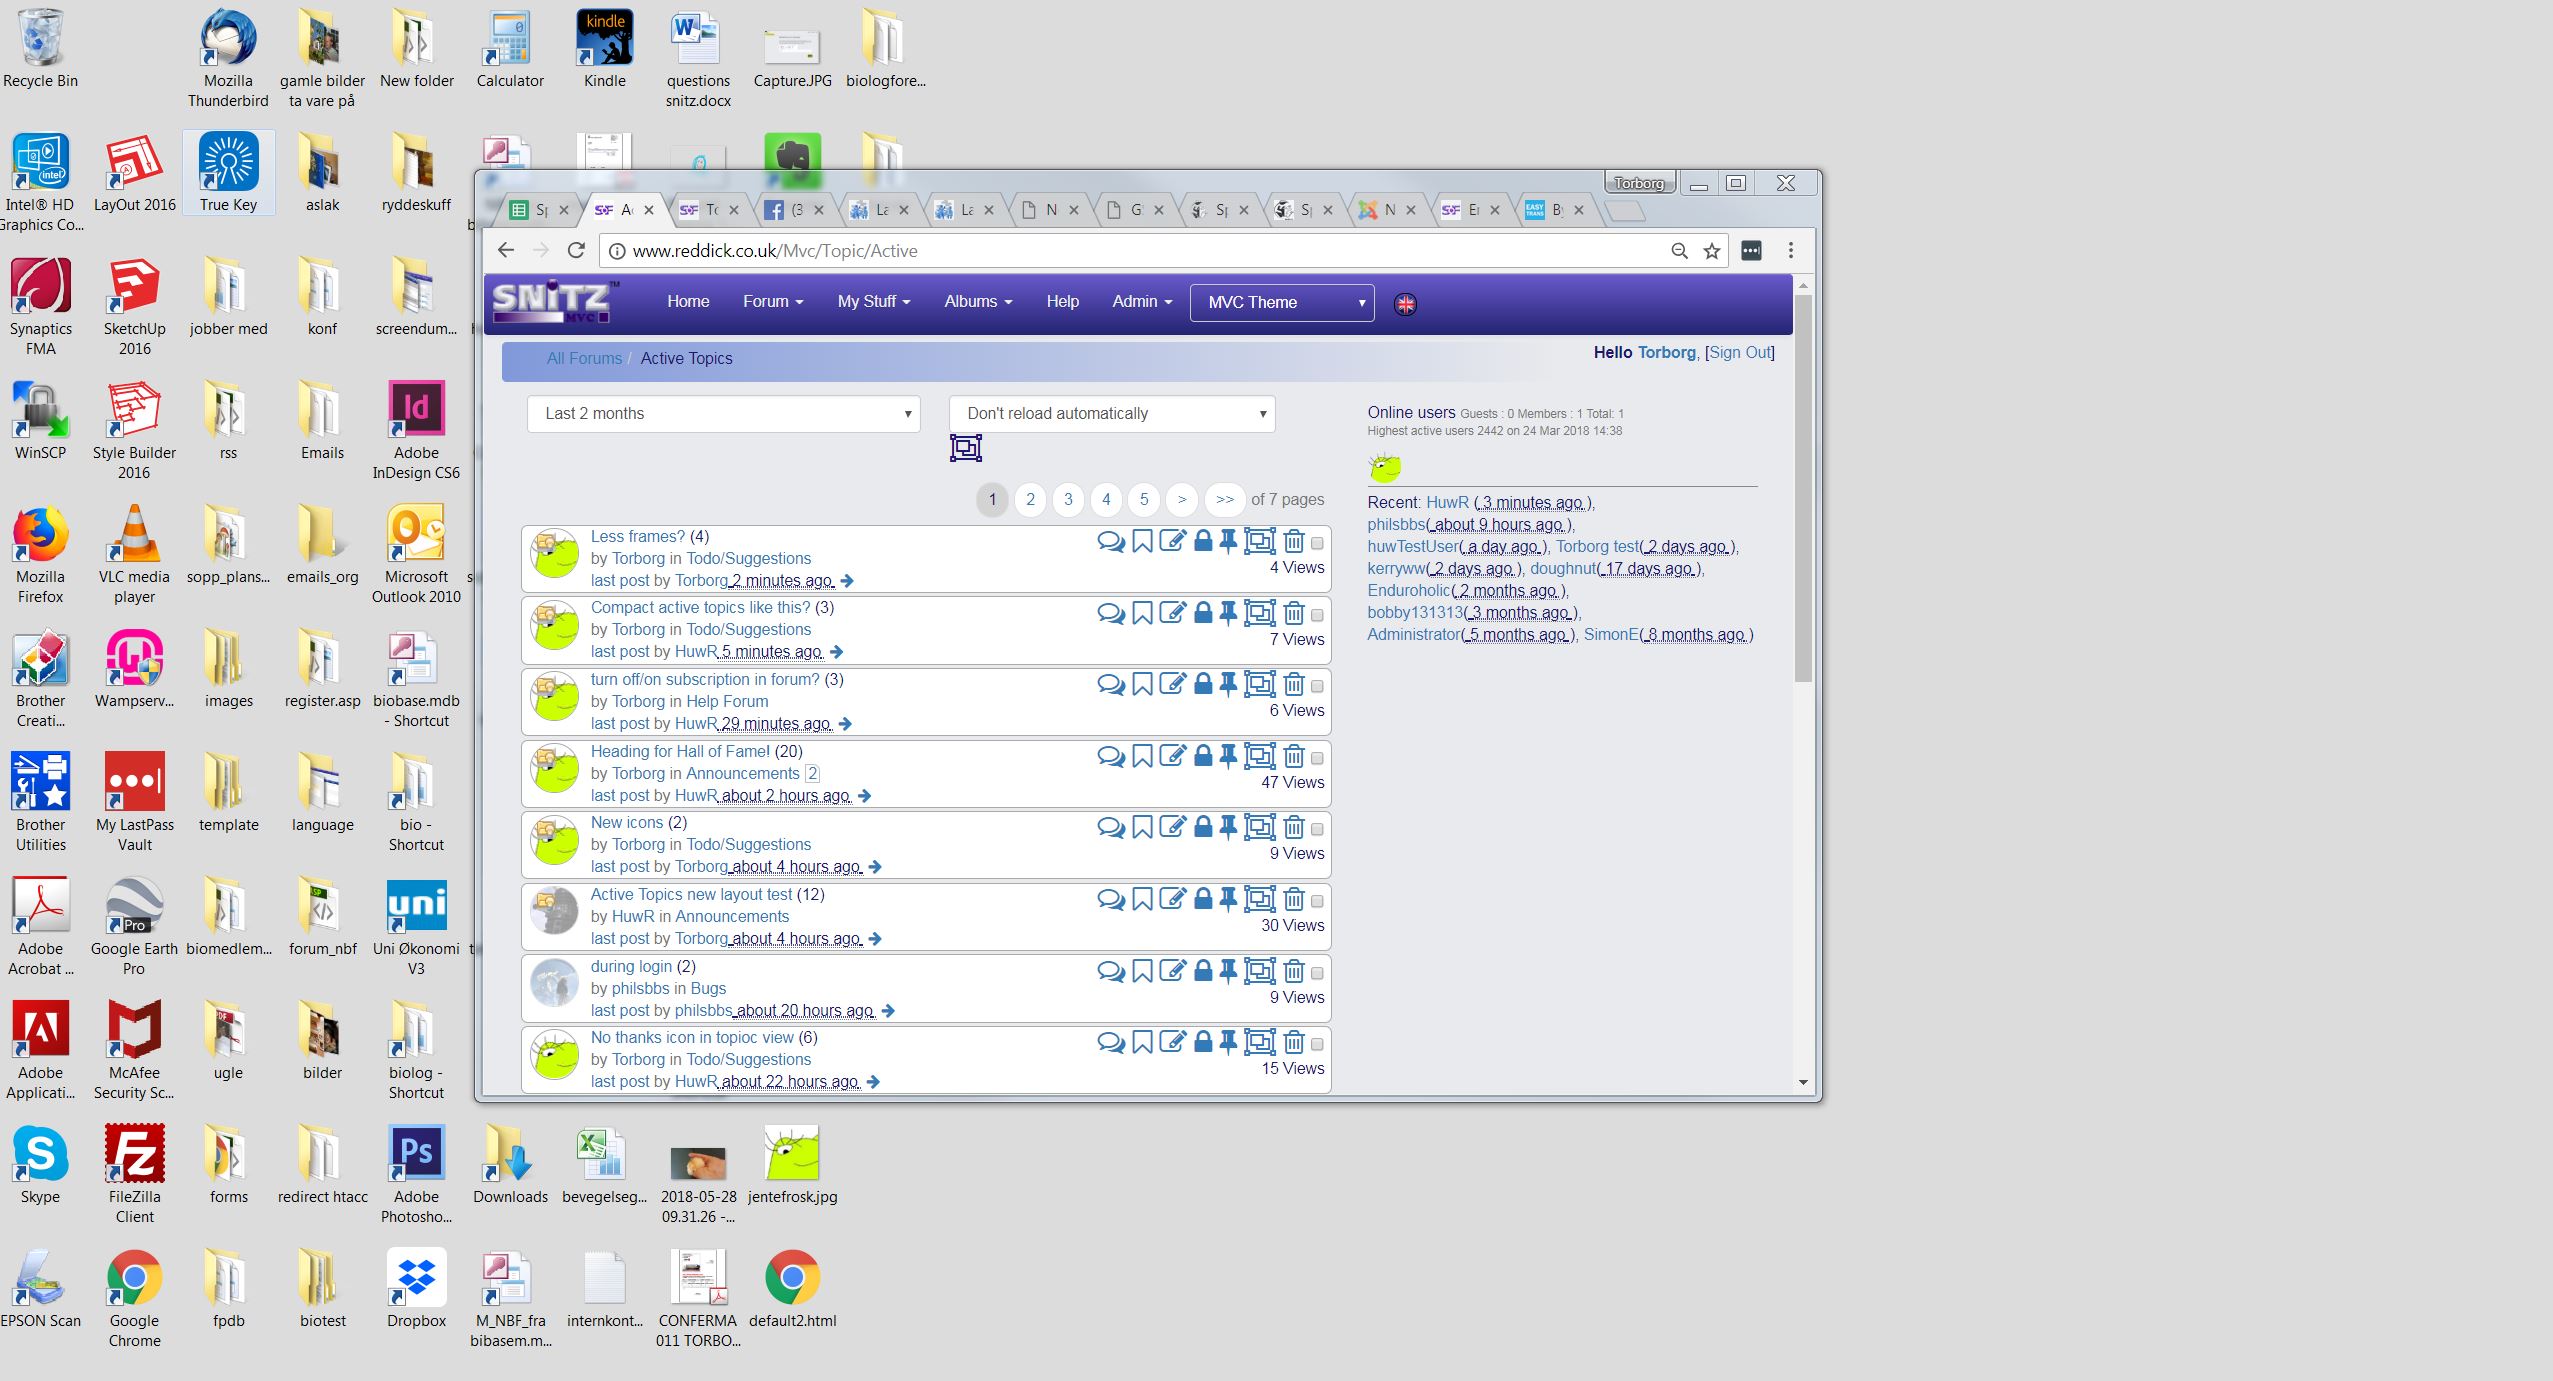 Recycle Bin
Mozilla Thunderbird
gamle bilder ta vare på
New folder
Calculator
kindle
Kindle
questions snitz.docx
Capture.JPG
biologfore...
Intel® HD Graphics Co...
LayOut 2016
True Key
aslak
ryddeskuff
Synaptics FMA
SketchUp 2016
jobber med
konf
screendum...
WinSCP
Style Builder 2016
rss
Emails
Id
Adobe InDesign CS6
Mozilla Firefox
VLC media player
sopp_plans...
emails_org
Microsoft Outlook 2010
Brother Creati...
Wampserv...
images
register.asp
biobase.mdb - Shortcut
Brother Utilities
My LastPass Vault
template
language
bio - Shortcut
Adobe Acrobat ...
Pro
Google Earth Pro
biomedlem...
forum_nbf
uni
Uni Økonomi V3
Adobe Applicati...
McAfee Security Sc...
ugle
bilder
biolog - Shortcut
Skype
FileZilla Client
forms
redirect htacc
Ps
Adobe Photosho...
Downloads
bevegelseg...
2018-05-28 09.31.26 -...
jentefrosk.jpg
EPSON Scan
Google Chrome
fpdb
biotest
Dropbox
M_NBF_fra bibasem.m...
internkont...
CONFERMA 011 TORBO...
default2.html
Torborg
www.reddick.co.uk/Mvc/Topic/Active
SNiTZ™ MVC
Home
Forum
My Stuff
Albums
Help
Admin
MVC Theme
All Forums / Active Topics
Hello Torborg, [Sign Out]
Last 2 months
Don't reload automatically
1 2 3 4 5 > >> of 7 pages
Less frames? (4)
by Torborg in Todo/Suggestions
4 Views
last post by Torborg 2 minutes ago
Compact active topics like this? (3)
by Torborg in Todo/Suggestions
7 Views
last post by HuwR 5 minutes ago
turn off/on subscription in forum? (3)
by Torborg in Help Forum
6 Views
last post by HuwR 29 minutes ago
Heading for Hall of Fame! (20)
by Torborg in Announcements 2
47 Views
last post by HuwR about 2 hours ago
New icons (2)
by Torborg in Todo/Suggestions
9 Views
last post by Torborg about 4 hours ago
Active Topics new layout test (12)
by HuwR in Announcements
30 Views
last post by Torborg about 4 hours ago
during login (2)
by philsbbs in Bugs
9 Views
last post by philsbbs about 20 hours ago
No thanks icon in topioc view (6)
by Torborg in Todo/Suggestions
15 Views
last post by HuwR about 22 hours ago
Online users Guests : 0 Members : 1 Total: 1
Highest active users 2442 on 24 Mar 2018 14:38
Recent: HuwR ( 3 minutes ago ),
philsbbs( about 9 hours ago ),
huwTestUser( a day ago ), Torborg test( 2 days ago ),
kerryww( 2 days ago ), doughnut( 17 days ago ),
Enduroholic( 2 months ago ),
bobby131313( 3 months ago ),
Administrator( 5 months ago ), SimonE( 8 months ago )